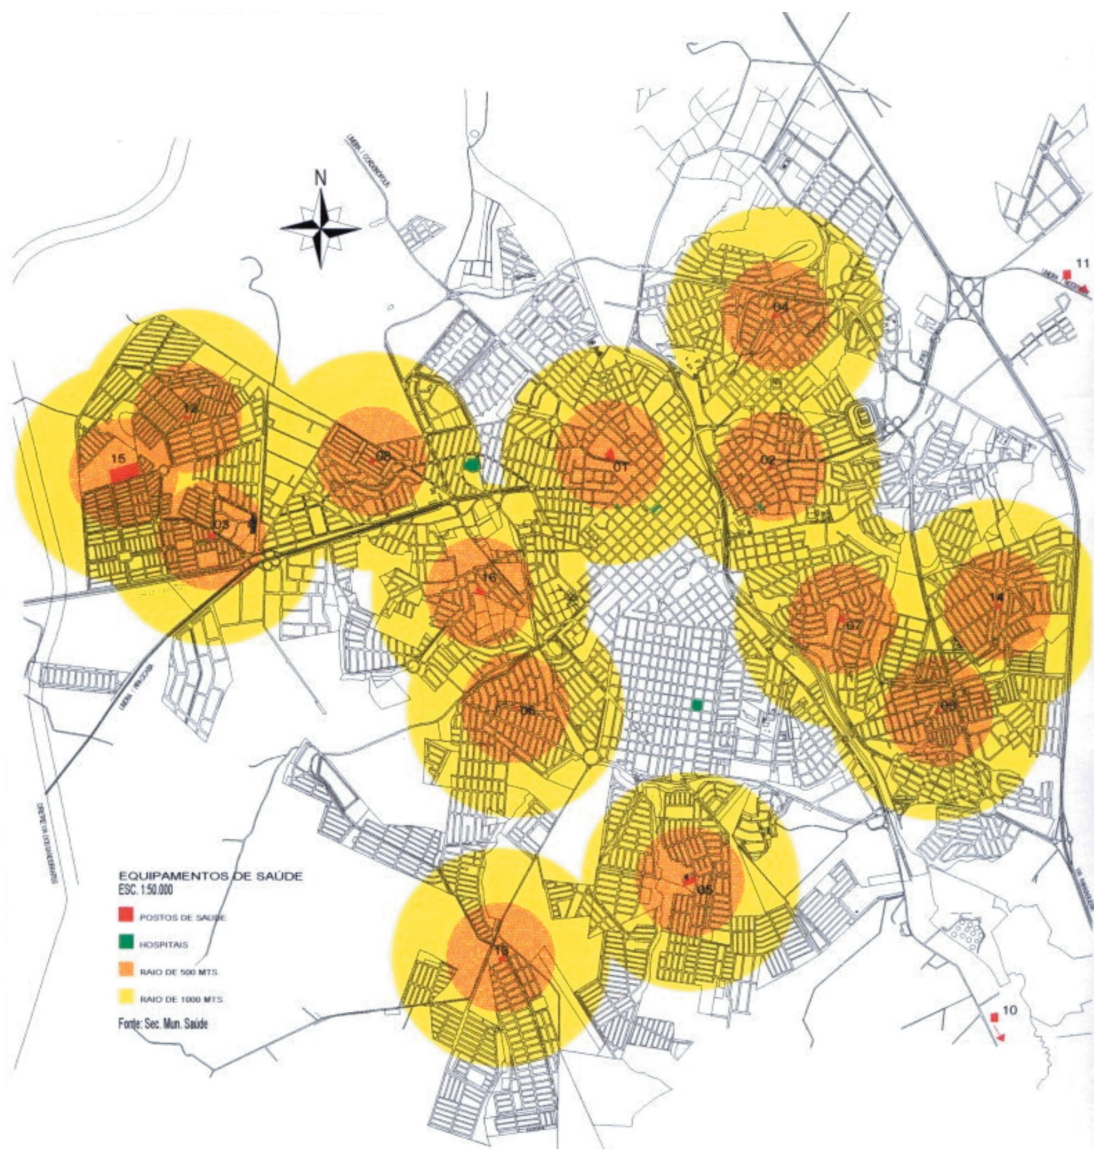 N
11
04
12
15
08
01
02
03
16
14
07
06
05
EQUIPAMENTOS DE SAÚDE
ESC. 1:50.000
POSTOS DE SAÚDE
HOSPITAIS
RAIO DE 500 MTS.
RAIO DE 1000 MTS.
Fonte: Sec. Mun. Saúde
10